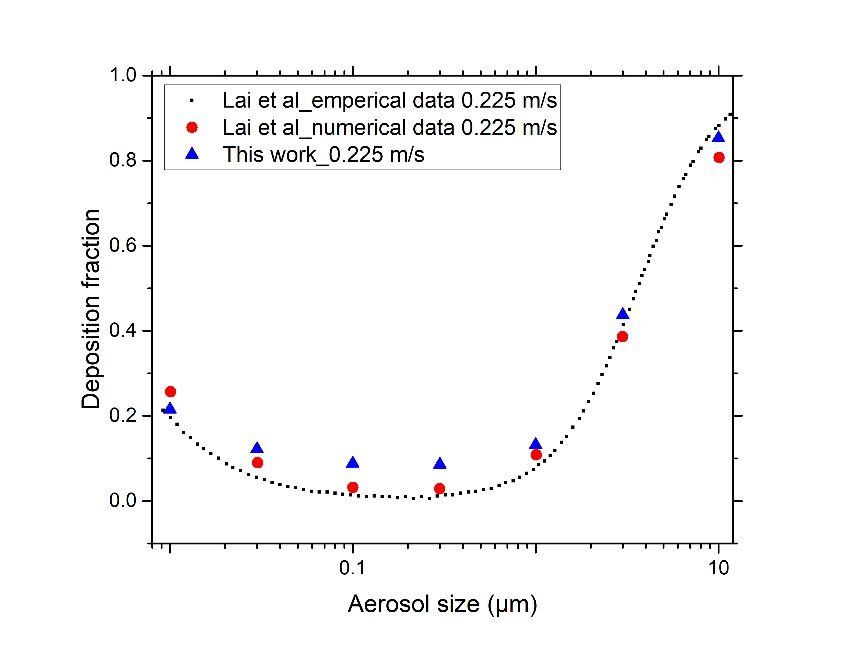 Lai et al_emperical data 0.225 m/s
Lai et al_numerical data 0.225 m/s
This work_0.225 m/s
1.0
0.8
0.6
0.4
0.2
0.0
Deposition fraction
0.1
10
Aerosol size (μm)